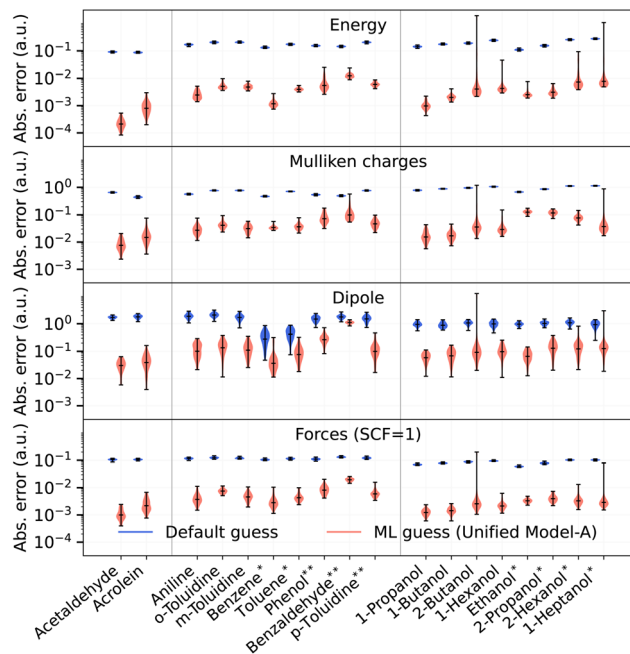 Energy
Abs. error (a.u.)
10⁻¹
10⁻²
10⁻³
10⁻⁴
Mulliken charges
Abs. error (a.u.)
10⁰
10⁻¹
10⁻²
10⁻³
Dipole
Abs. error (a.u.)
10⁰
10⁻¹
10⁻²
10⁻³
Forces (SCF=1)
Abs. error (a.u.)
10⁻¹
10⁻²
10⁻³
10⁻⁴
Default guess
ML guess (Unified Model-A)
Acetaldehyde
Acrolein
Aniline
o-Toluidine
m-Toluidine
Benzene*
Toluene*
Phenol**
Benzaldehyde**
p-Toluidine**
1-Propanol
1-Butanol
2-Butanol
1-Hexanol
Ethanol*
2-Propanol*
2-Hexanol*
1-Heptanol*